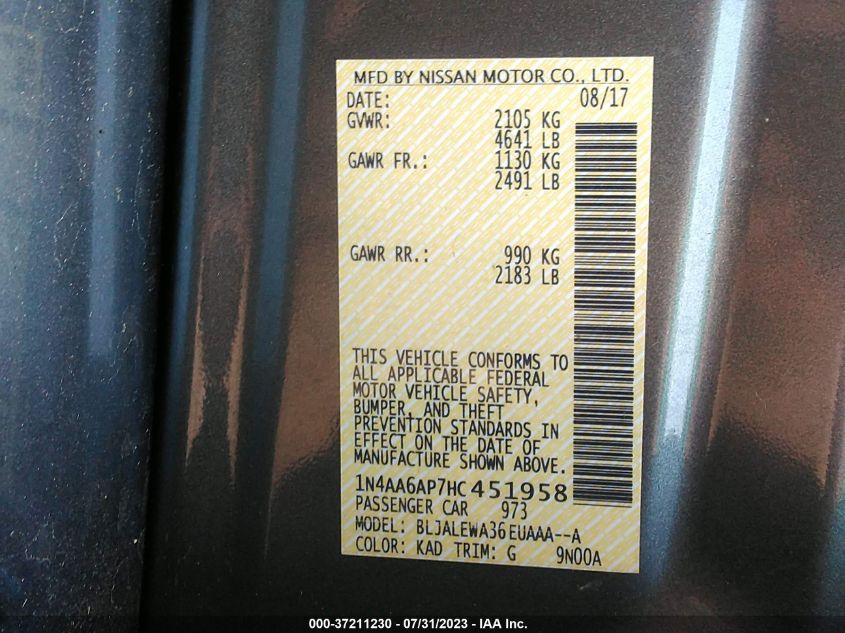 MFD BY NISSAN MOTOR CO., LTD.
DATE: 08/17
GVWR: 2105 KG
4641 LB
GAWR FR.: 1130 KG
2491 LB
GAWR RR.: 990 KG
2183 LB
THIS VEHICLE CONFORMS TO
ALL APPLICABLE FEDERAL
MOTOR VEHICLE SAFETY,
BUMPER, AND THEFT
PREVENTION STANDARDS IN
EFFECT ON THE DATE OF
MANUFACTURE SHOWN ABOVE.
1N4AA6AP7HC451958
PASSENGER CAR 973
MODEL: BLJALEWA36EUAAA--A
COLOR: KAD TRIM: G 9N00A
000-37211230 - 07/31/2023 - IAA Inc.